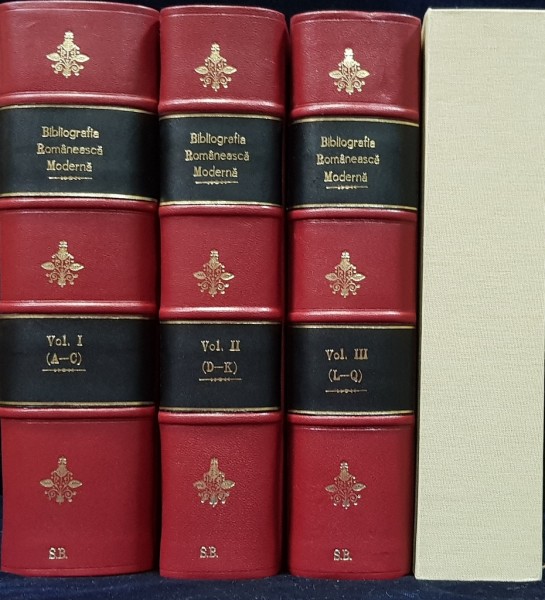 Bibliografia
Românească
Modernă
Vol. I
(A—C)
S.B.
Bibliografia
Românească
Modernă
Vol. II
(D—K)
S.B.
Bibliografia
Românească
Modernă
Vol. III
(L—Q)
S.B.